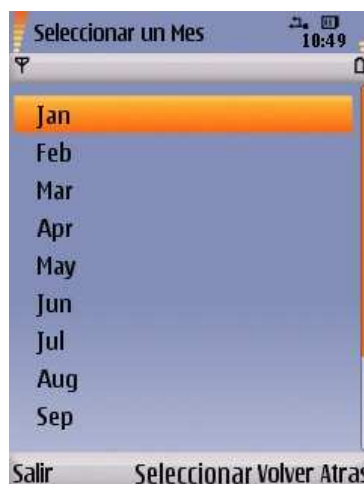 Seleccionar un Mes
10:49
Jan
Feb
Mar
Apr
May
Jun
Jul
Aug
Sep
Salir Seleccionar Volver Atras